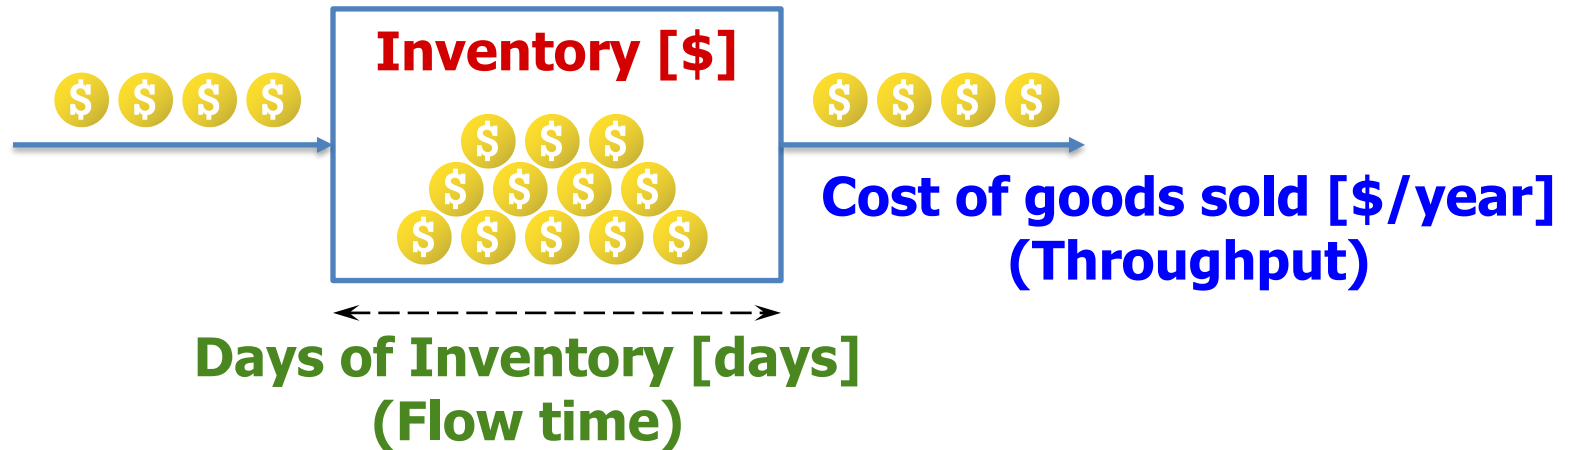 Inventory [$]
$ $ $ $
$ $ $ $
$ $ $
$ $ $ $
$ $ $ $ $
Cost of goods sold [$/year]
(Throughput)
Days of Inventory [days]
(Flow time)